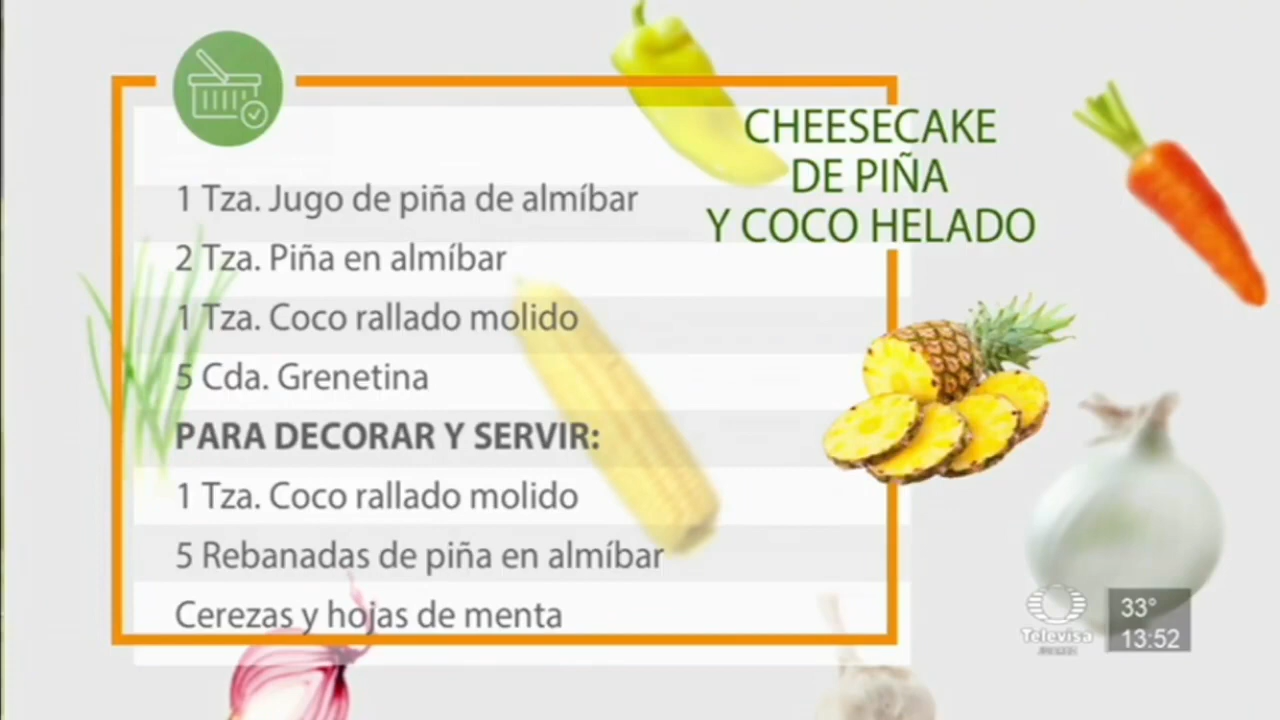 CHEESECAKE
DE PIÑA
Y COCO HELADO
1 Tza. Jugo de piña de almíbar
2 Tza. Piña en almíbar
1 Tza. Coco rallado molido
5 Cda. Grenetina
PARA DECORAR Y SERVIR:
1 Tza. Coco rallado molido
5 Rebanadas de piña en almíbar
Cerezas y hojas de menta
Televisa
33°
13:52